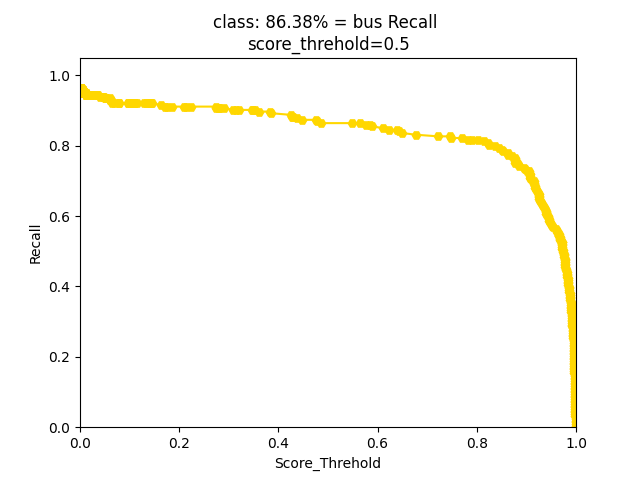 class: 86.38% = bus Recall
score_threhold=0.5
1.0
0.8
0.6
0.4
0.2
0.0
Recall
0.0 0.2 0.4 0.6 0.8 1.0
Score_Threhold